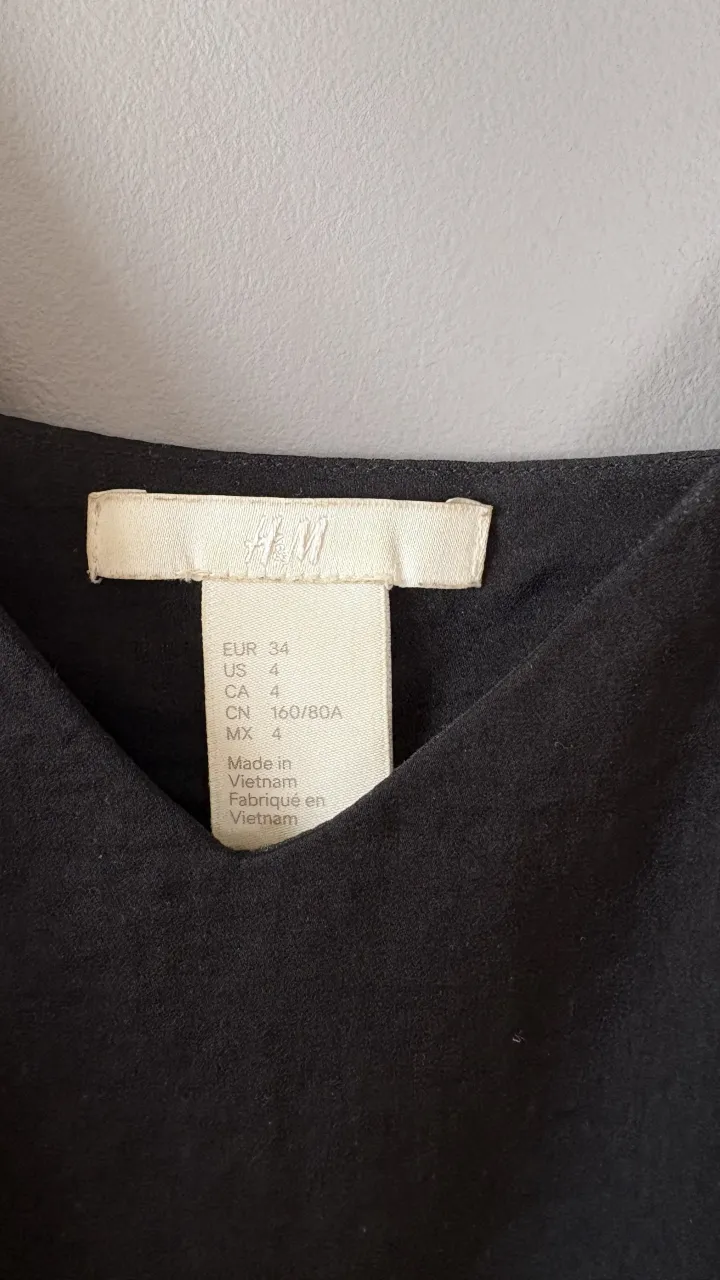 H&M
EUR 34
US 4
CA 4
CN 160/80A
MX 4
Made in
Vietnam
Fabriqué en
Vietnam